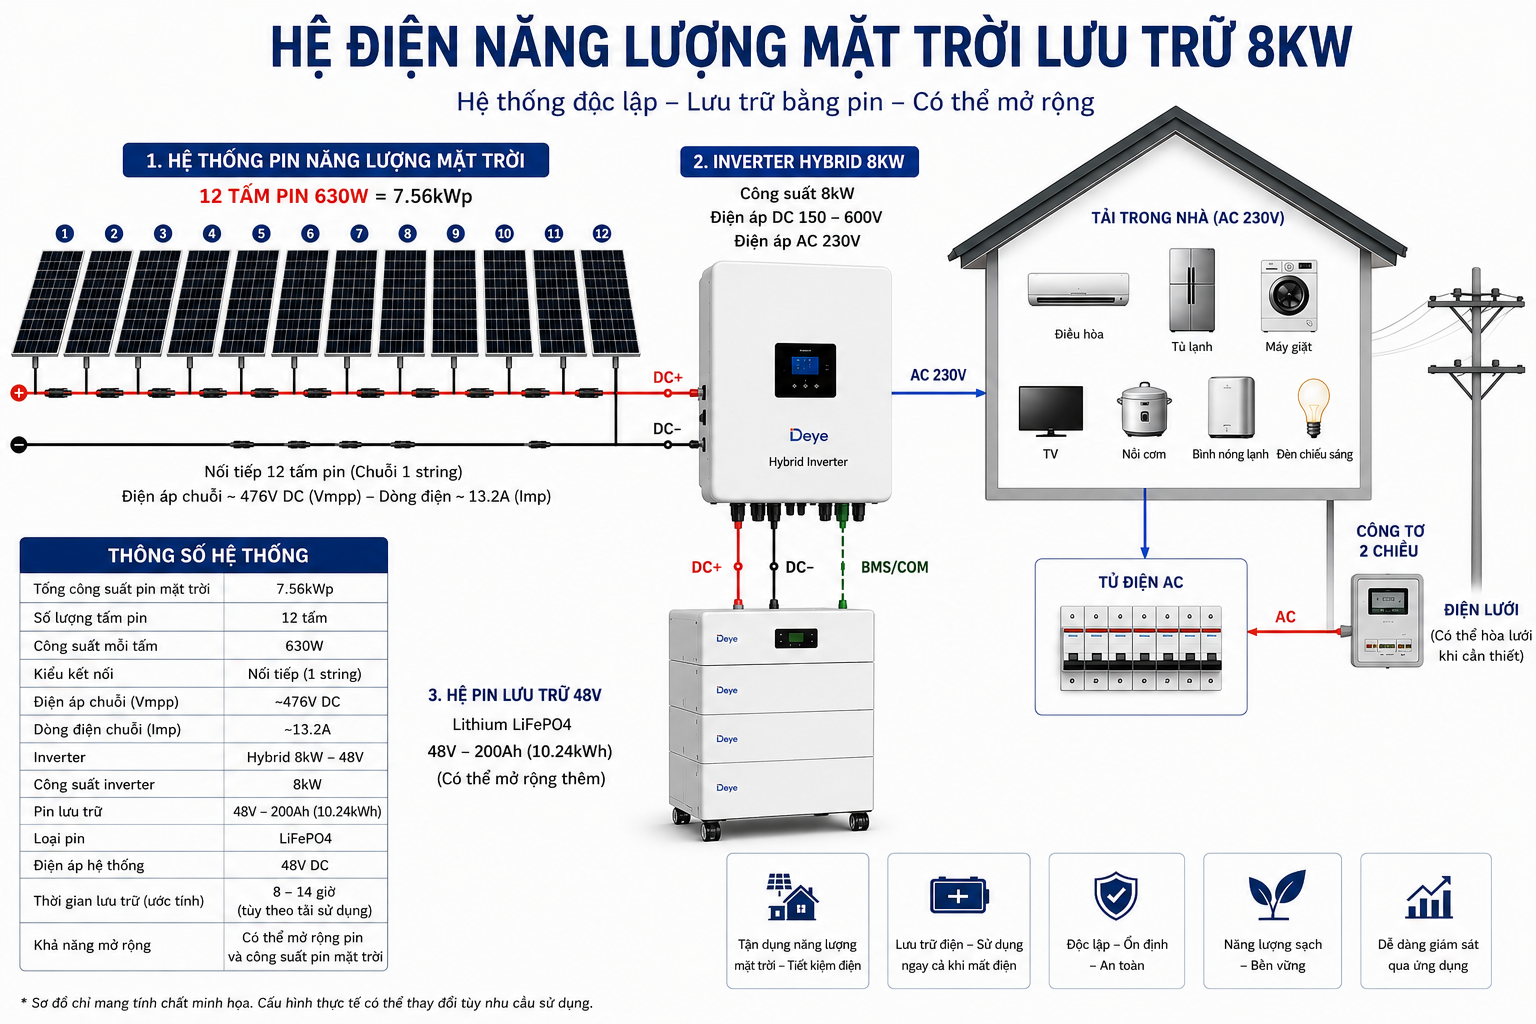 HỆ ĐIỆN NĂNG LƯỢNG MẶT TRỜI LƯU TRỮ 8KW
Hệ thống độc lập – Lưu trữ bằng pin – Có thể mở rộng
1. HỆ THỐNG PIN NĂNG LƯỢNG MẶT TRỜI
12 TẤM PIN 630W = 7.56kWp
1 2 3 4 5 6 7 8 9 10 11 12
DC+
DC–
Nối tiếp 12 tấm pin (Chuỗi 1 string)
Điện áp chuỗi ~ 476V DC (Vmpp) – Dòng điện ~ 13.2A (Imp)
2. INVERTER HYBRID 8KW
Công suất 8kW
Điện áp DC 150 – 600V
Điện áp AC 230V
Deye
Hybrid Inverter
AC 230V
TẢI TRONG NHÀ (AC 230V)
Điều hòa
Tủ lạnh
Máy giặt
TV
Nồi cơm
Bình nóng lạnh
Đèn chiếu sáng
DC+
DC–
BMS/COM
Deye
Deye
Deye
Deye
3. HỆ PIN LƯU TRỮ 48V
Lithium LiFePO4
48V – 200Ah (10.24kWh)
(Có thể mở rộng thêm)
TỦ ĐIỆN AC
AC
CÔNG TƠ
2 CHIỀU
ĐIỆN LƯỚI
(Có thể hòa lưới
khi cần thiết)
THÔNG SỐ HỆ THỐNG
Tổng công suất pin mặt trời 7.56kWp
Số lượng tấm pin 12 tấm
Công suất mỗi tấm 630W
Kiểu kết nối Nối tiếp (1 string)
Điện áp chuỗi (Vmpp) ~476V DC
Dòng điện chuỗi (Imp) ~13.2A
Inverter Hybrid 8kW – 48V
Công suất inverter 8kW
Pin lưu trữ 48V – 200Ah (10.24kWh)
Loại pin LiFePO4
Điện áp hệ thống 48V DC
Thời gian lưu trữ (ước tính) 8 – 14 giờ
(tùy theo tải sử dụng)
Khả năng mở rộng Có thể mở rộng pin
và công suất pin mặt trời
Tận dụng năng lượng
mặt trời – Tiết kiệm điện
Lưu trữ điện – Sử dụng
ngay cả khi mất điện
Độc lập – Ổn định
– An toàn
Năng lượng sạch
– Bền vững
Dễ dàng giám sát
qua ứng dụng
* Sơ đồ chỉ mang tính chất minh họa. Cấu hình thực tế có thể thay đổi tùy nhu cầu sử dụng.